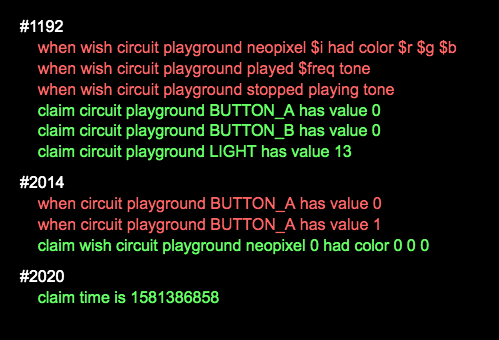 #1192
when wish circuit playground neopixel $i had color $r $g $b
when wish circuit playground played $freq tone
when wish circuit playground stopped playing tone
claim circuit playground BUTTON_A has value 0
claim circuit playground BUTTON_B has value 0
claim circuit playground LIGHT has value 13
#2014
when circuit playground BUTTON_A has value 0
when circuit playground BUTTON_A has value 1
claim wish circuit playground neopixel 0 had color 0 0 0
#2020
claim time is 1581386858